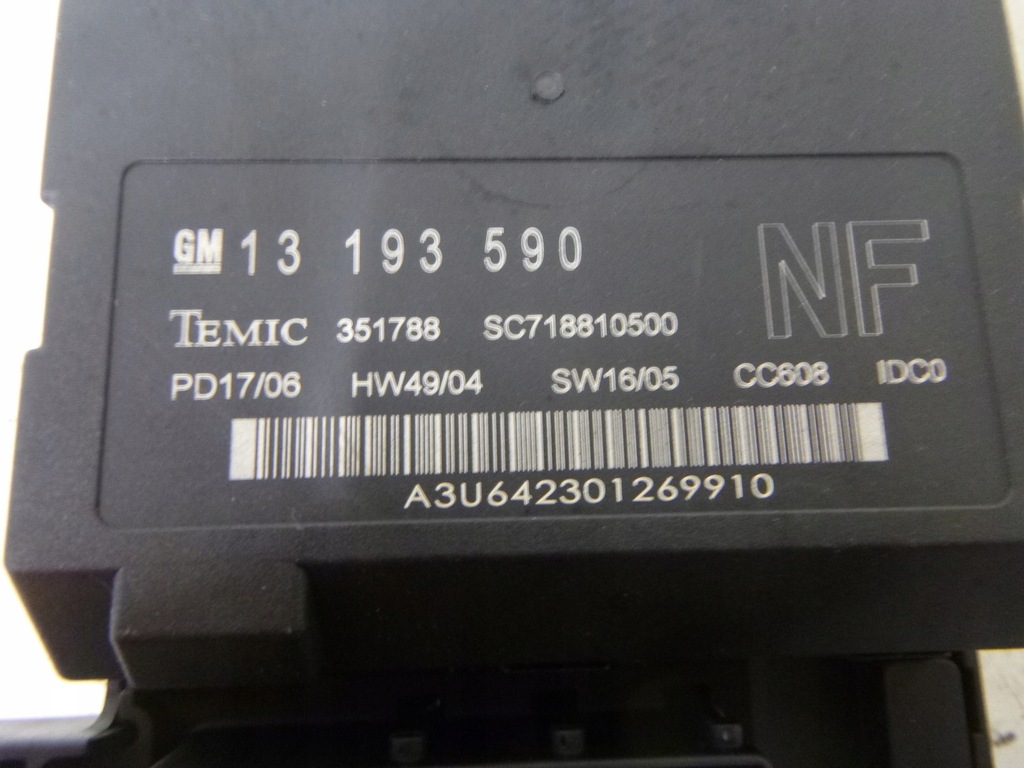 GM 13 193 590 NF
TEMIC 351788 SC718810500
PD17/06 HW49/04 SW16/05 CC608 IDC0
A3U642301269910